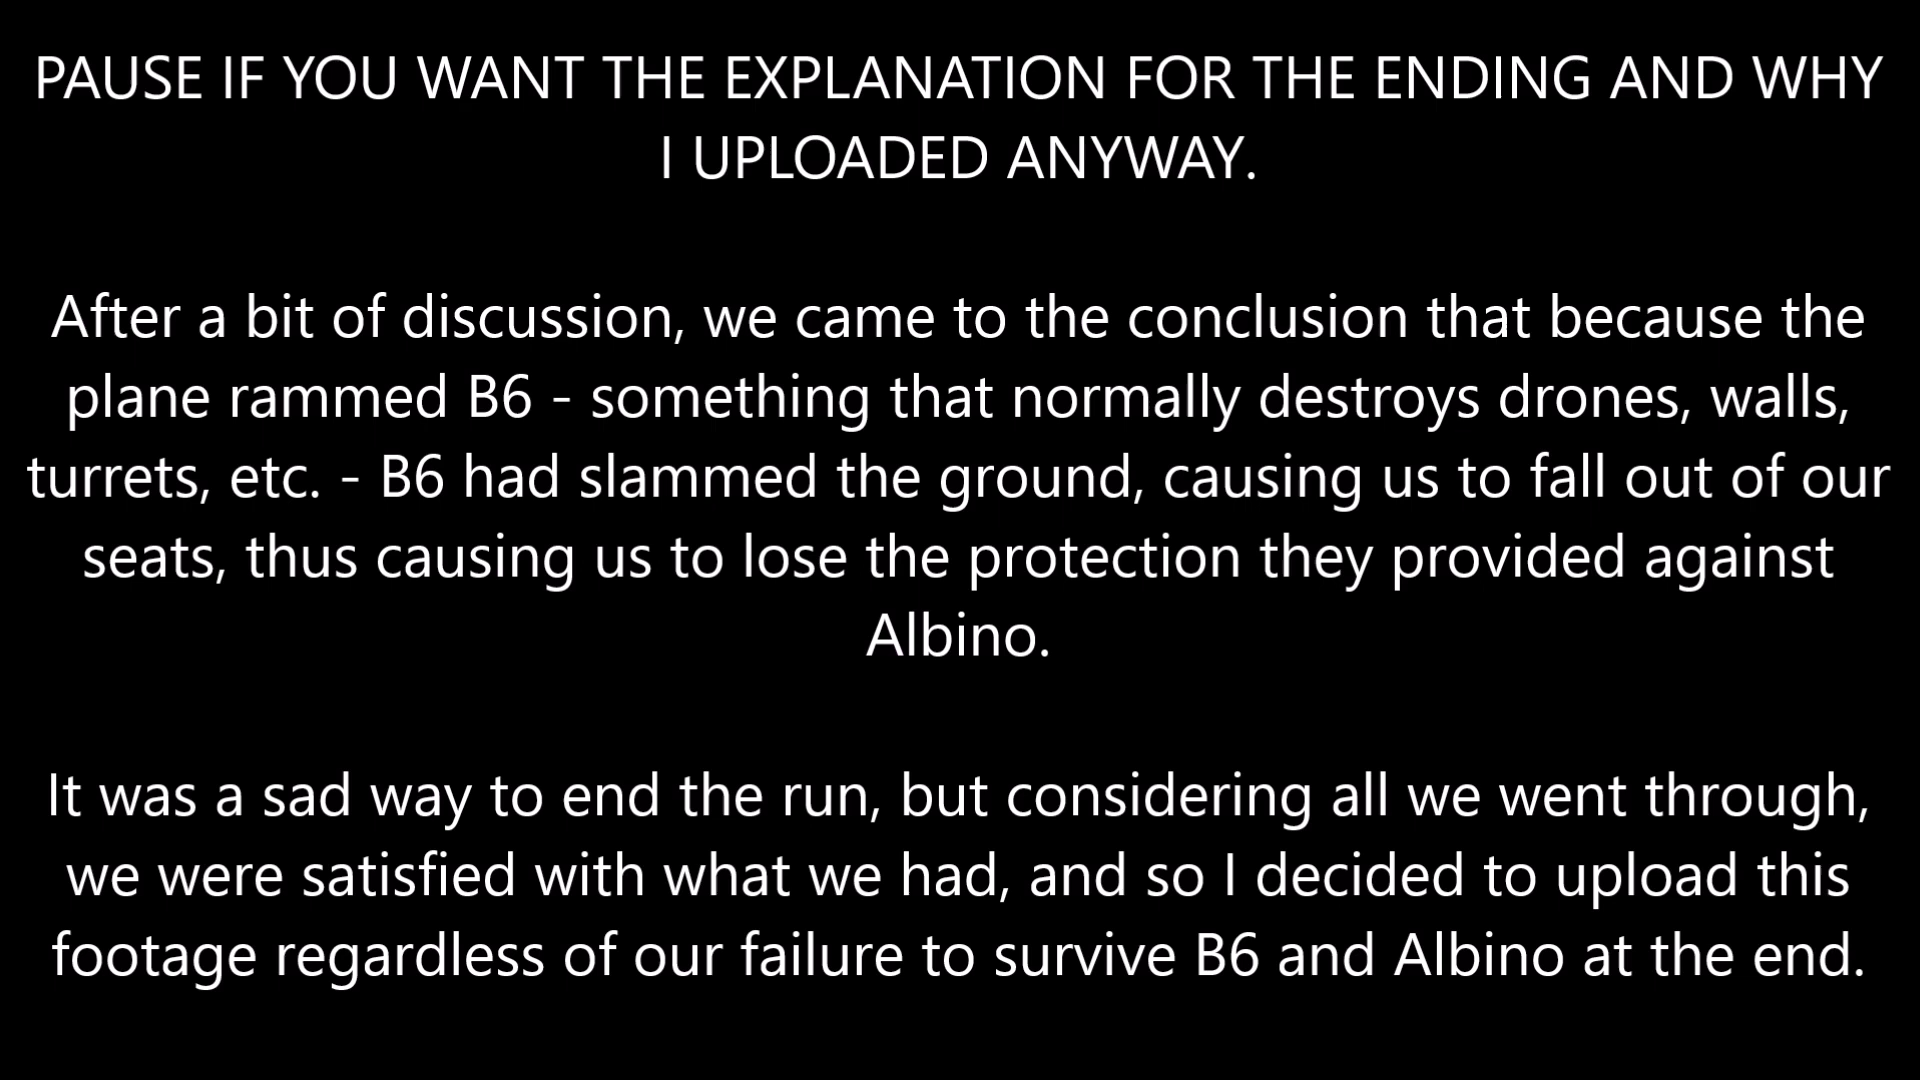 PAUSE IF YOU WANT THE EXPLANATION FOR THE ENDING AND WHY
I UPLOADED ANYWAY.
After a bit of discussion, we came to the conclusion that because the
plane rammed B6 - something that normally destroys drones, walls,
turrets, etc. - B6 had slammed the ground, causing us to fall out of our
seats, thus causing us to lose the protection they provided against
Albino.
It was a sad way to end the run, but considering all we went through,
we were satisfied with what we had, and so I decided to upload this
footage regardless of our failure to survive B6 and Albino at the end.